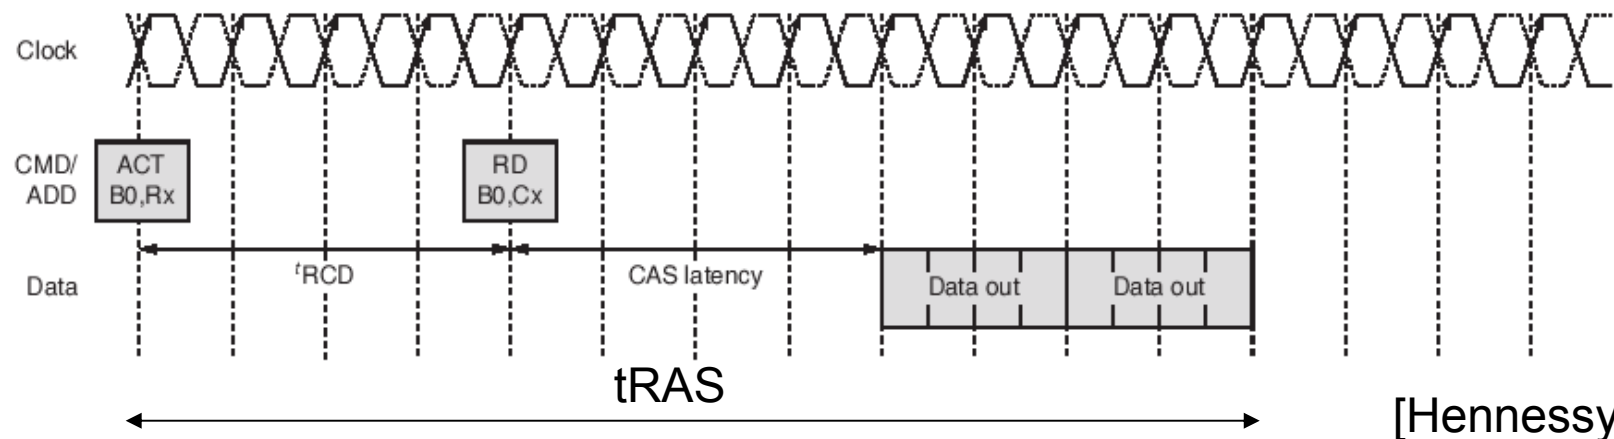 Clock
CMD/
ADD
ACT
B0,Rx
RD
B0,Cx
Data
tRCD
CAS latency
Data out
Data out
tRAS
[Hennessy